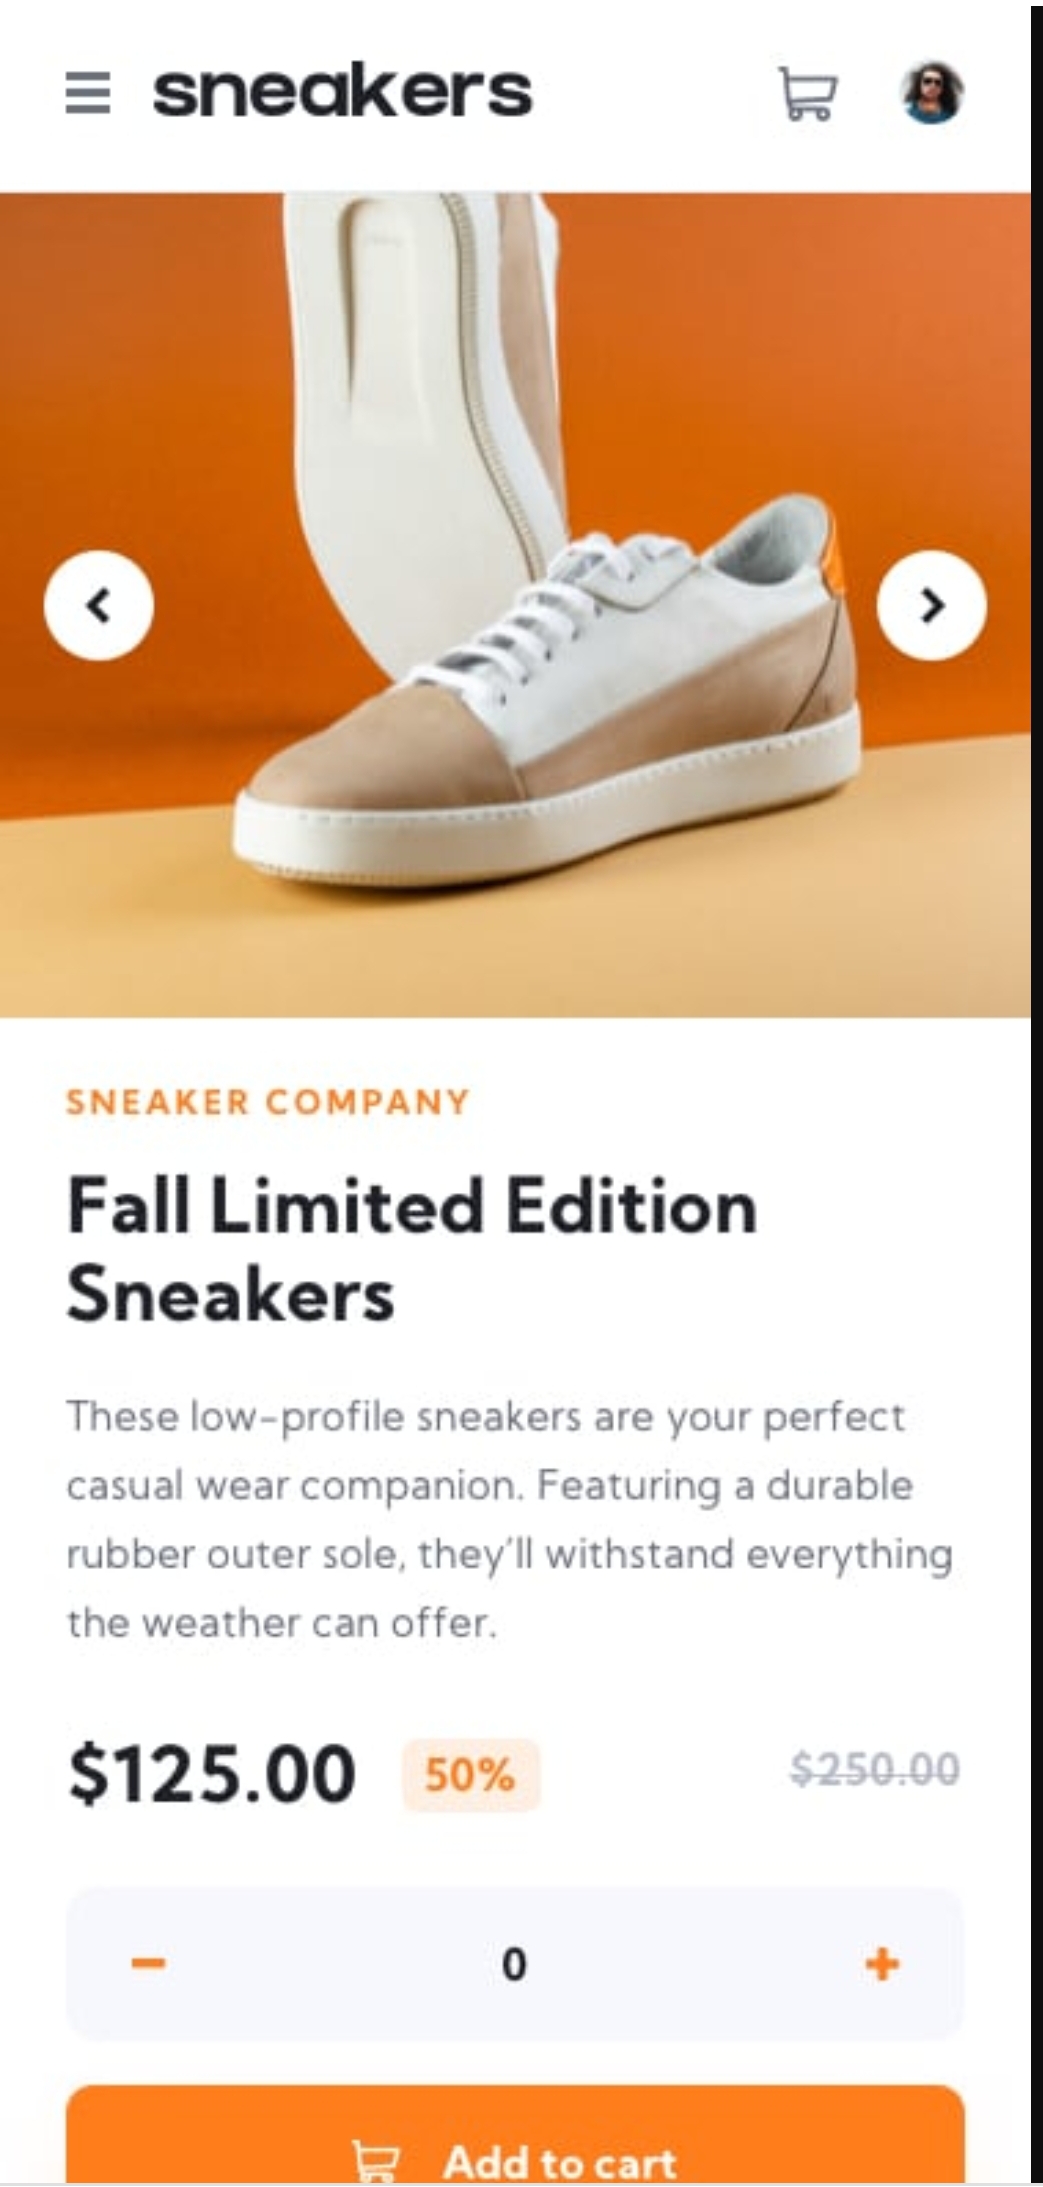 sneakers
SNEAKER COMPANY
Fall Limited Edition
Sneakers
These low-profile sneakers are your perfect
casual wear companion. Featuring a durable
rubber outer sole, they’ll withstand everything
the weather can offer.
$125.00 50% $250.00
0
Add to cart